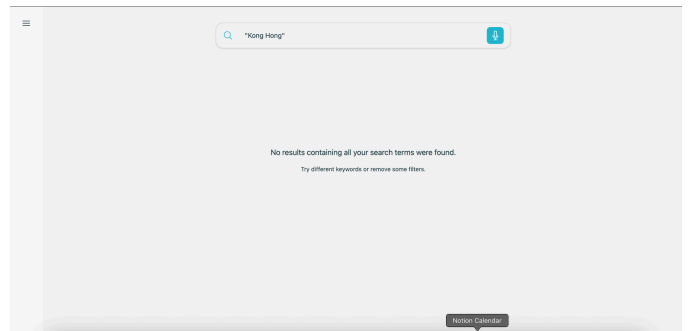 "Kong Hong"
No results containing all your search terms were found.
Try different keywords or remove some filters.
Notion Calendar